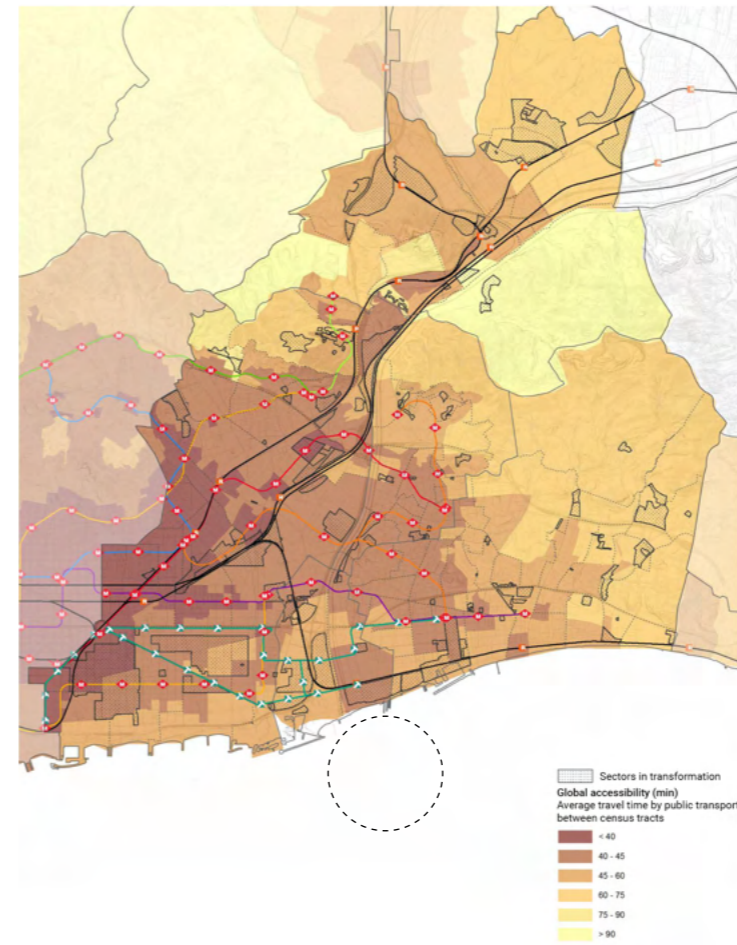 Sectors in transformation
Global accessibility (min)
Average travel time by public transport
between census tracts
< 40
40 - 45
45 - 60
60 - 75
75 - 90
> 90